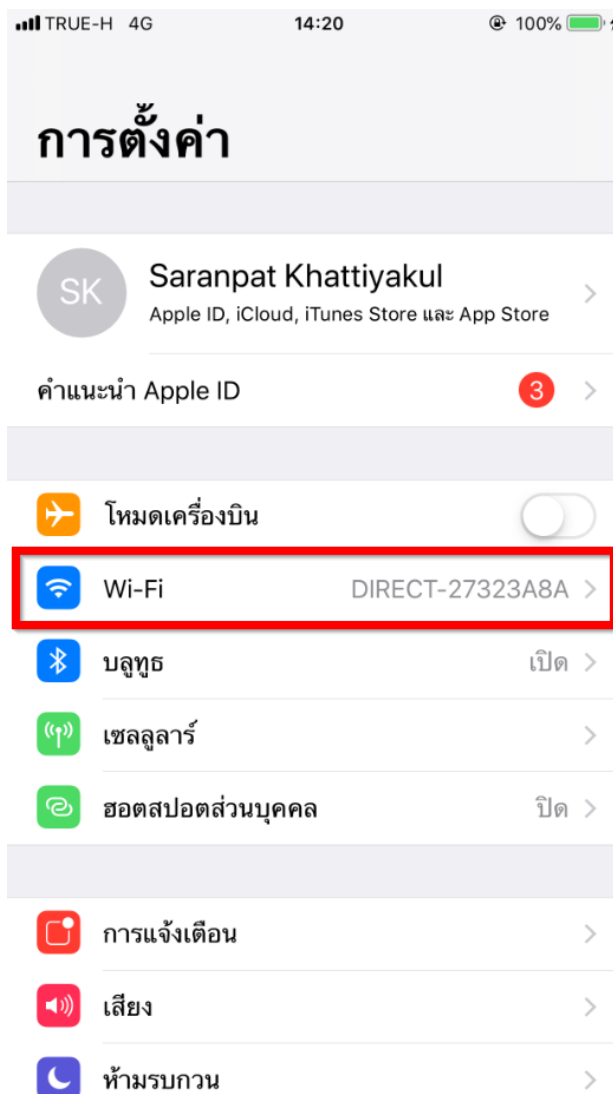 TRUE-H 4G 14:20 100%
การตั้งค่า
SK
Saranpat Khattiyakul
Apple ID, iCloud, iTunes Store และ App Store
คำแนะนำ Apple ID 3
โหมดเครื่องบิน
Wi-Fi DIRECT-27323A8A
บลูทูธ เปิด
เซลลูลาร์
ฮอตสปอตส่วนบุคคล ปิด
การแจ้งเตือน
เสียง
ห้ามรบกวน